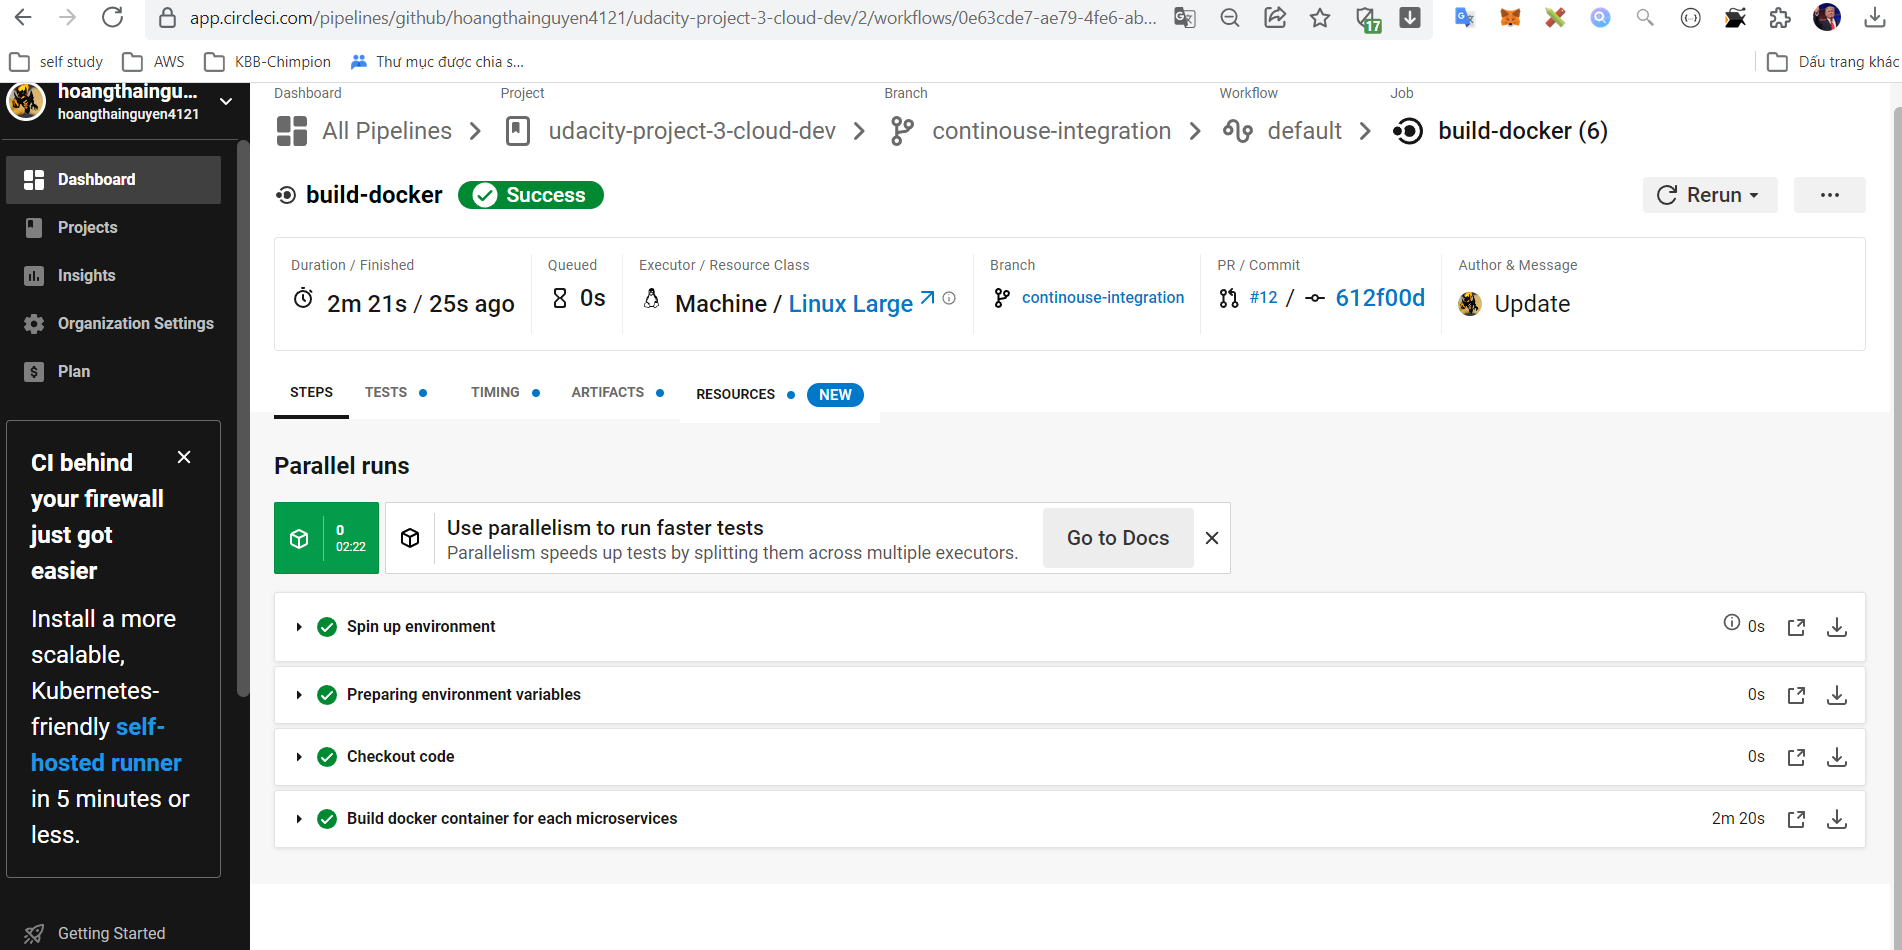 app.circleci.com/pipelines/github/hoangthainguyen4121/udacity-project-3-cloud-dev/2/workflows/0e63cde7-ae79-4fe6-ab...
17
self study
AWS
KBB-Chimpion
Thư mục được chia s...
Dấu trang khác
hoangthaingu...
hoangthainguyen4121
Dashboard
Projects
Insights
Organization Settings
Plan
CI behind
your firewall
just got
easier
Install a more
scalable,
Kubernetes-
friendly self-
hosted runner
in 5 minutes or
less.
Getting Started
Dashboard
All Pipelines
Project
udacity-project-3-cloud-dev
Branch
continouse-integration
Workflow
default
Job
build-docker (6)
build-docker
Success
Rerun
...
Duration / Finished
2m 21s / 25s ago
Queued
0s
Executor / Resource Class
Machine / Linux Large
Branch
continouse-integration
PR / Commit
#12 / 612f00d
Author & Message
Update
STEPS
TESTS
TIMING
ARTIFACTS
RESOURCES
NEW
Parallel runs
0
02:22
Use parallelism to run faster tests
Parallelism speeds up tests by splitting them across multiple executors.
Go to Docs
Spin up environment
0s
Preparing environment variables
0s
Checkout code
0s
Build docker container for each microservices
2m 20s